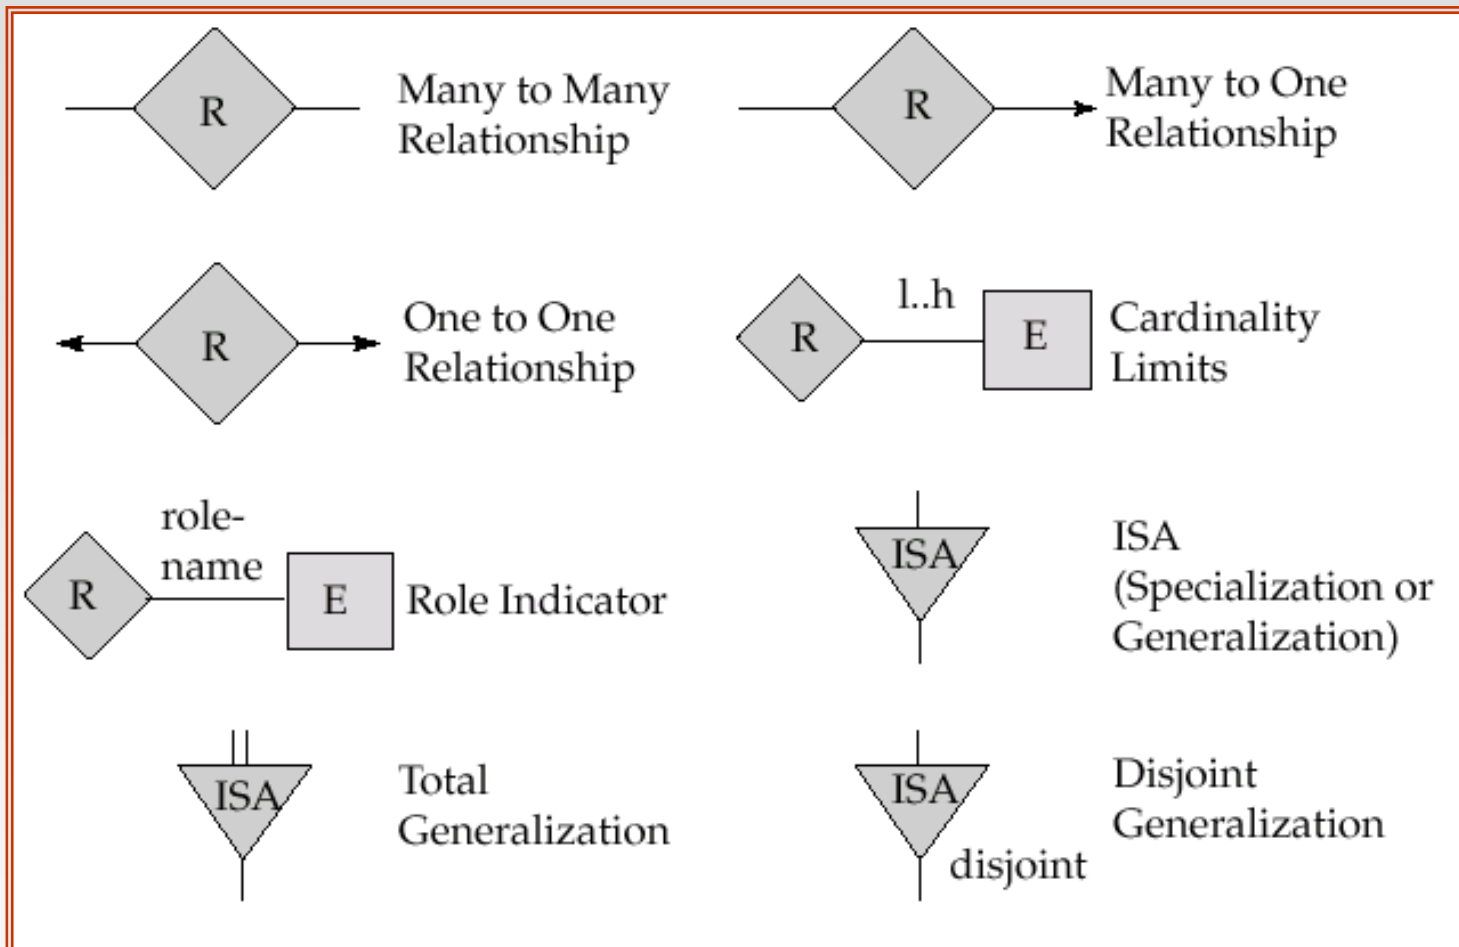 R
Many to Many
Relationship
R
Many to One
Relationship
R
One to One
Relationship
R
l..h
E
Cardinality
Limits
R
role-
name
E
Role Indicator
ISA
ISA
(Specialization or
Generalization)
ISA
Total
Generalization
ISA
disjoint
Disjoint
Generalization